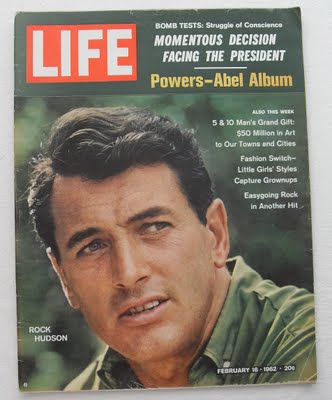 BOMB TESTS: Struggle of Conscience
MOMENTOUS DECISION
FACING THE PRESIDENT
LIFE
Powers-Abel Album
ALSO THIS WEEK
5 & 10 Man's Grand Gift:
$50 Million in Art
to Our Towns and Cities
Fashion Switch–
Little Girls' Styles
Capture Grownups
Easygoing Rock
in Another Hit
ROCK
HUDSON
FEBRUARY 16 · 1962 · 20¢